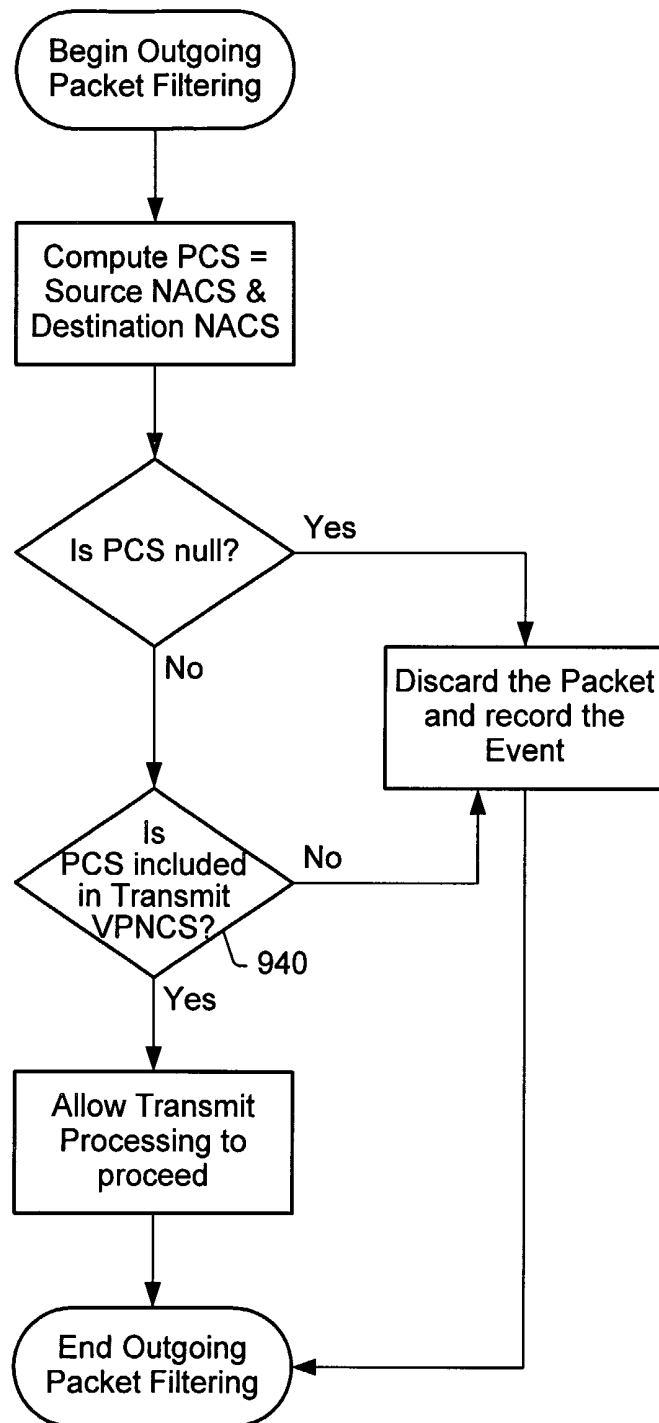 Begin Outgoing
Packet Filtering
Compute PCS =
Source NACS &
Destination NACS
Is PCS null?
Yes
No
Discard the Packet
and record the
Event
Is
PCS included
in Transmit
VPNCS?
No
940
Yes
Allow Transmit
Processing to
proceed
End Outgoing
Packet Filtering